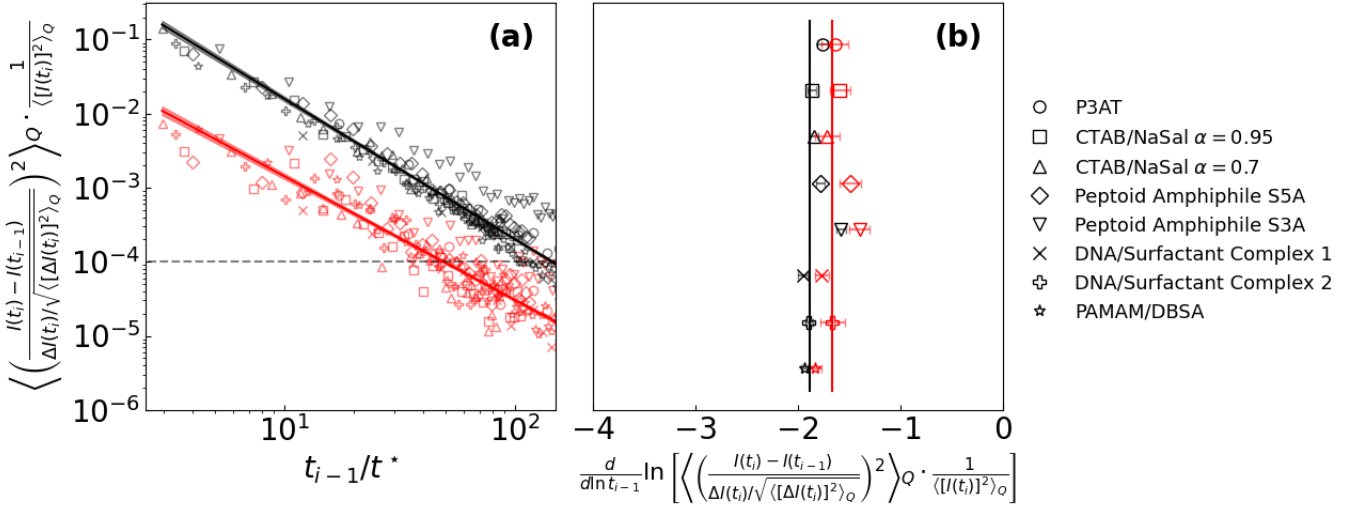 (a)
10⁻¹
10⁻²
10⁻³
10⁻⁴
10⁻⁵
10⁻⁶
10¹ 10²
t_{i−1}/t*
⟨( (I(t_i) − I(t_{i−1})) / (ΔI(t_i)/√⟨[ΔI(t_i)]²⟩_Q) )²⟩_Q · 1/⟨[I(t_i)]²⟩_Q
(b)
−4 −3 −2 −1 0
d/(d ln t_{i−1}) ln [⟨( (I(t_i) − I(t_{i−1})) / (ΔI(t_i)/√⟨[ΔI(t_i)]²⟩_Q) )²⟩_Q · 1/⟨[I(t_i)]²⟩_Q]
P3AT
CTAB/NaSal α = 0.95
CTAB/NaSal α = 0.7
Peptoid Amphiphile S5A
Peptoid Amphiphile S3A
DNA/Surfactant Complex 1
DNA/Surfactant Complex 2
PAMAM/DBSA